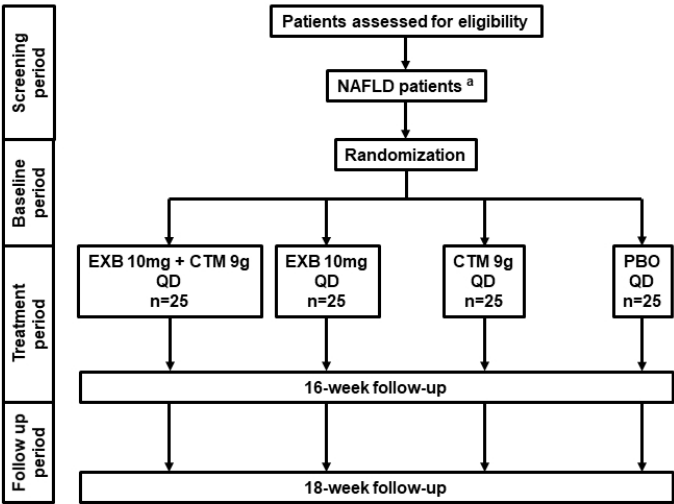 Screening
period
Patients assessed for eligibility
NAFLD patients a
Baseline
period
Randomization
Treatment
period
EXB 10mg + CTM 9g
QD
n=25
EXB 10mg
QD
n=25
CTM 9g
QD
n=25
PBO
QD
n=25
16-week follow-up
Follow up
period
18-week follow-up